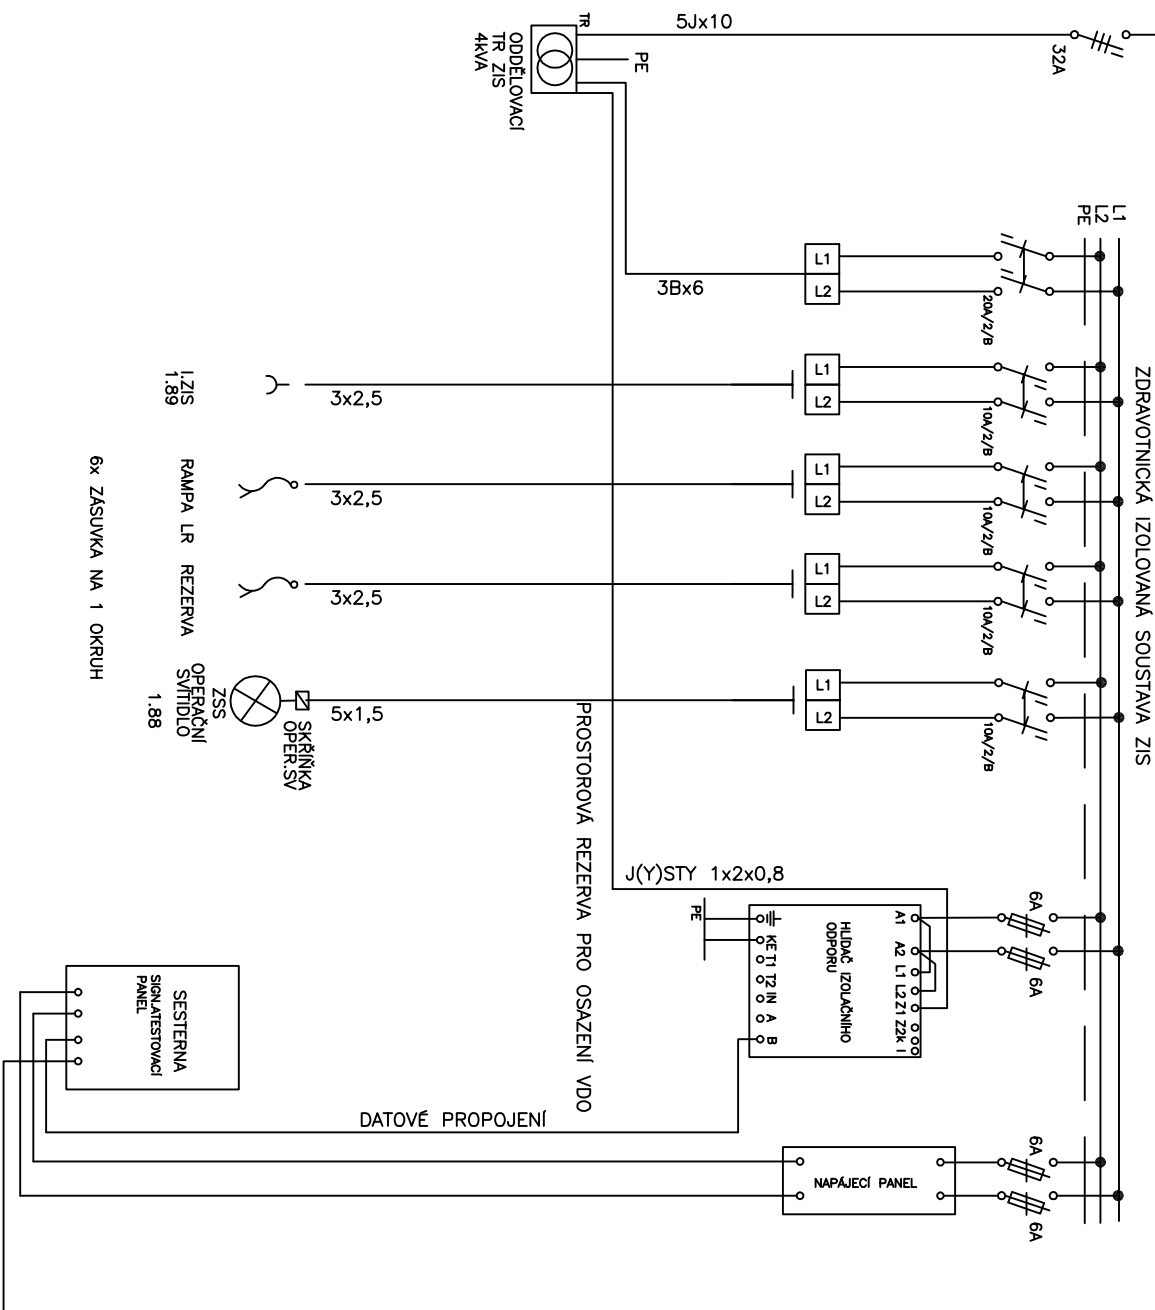 5Jx10
32A
TR
ODDĚLOVACÍ
TR ZIS
4kVA
PE
3Bx6
L1
L2
PE
ZDRAVOTNICKÁ IZOLOVANÁ SOUSTAVA ZIS
L1
L2
20A/2/B
I.ZIS
1.89
3x2,5
L1
L2
10A/2/B
RAMPA LR
3x2,5
L1
L2
10A/2/B
REZERVA
3x2,5
L1
L2
10A/2/B
6x ZÁSUVKA NA 1 OKRUH
ZSS
OPERAČNÍ
SVÍTIDLO
1.88
SKŘÍŇKA
OPER.SV
5x1,5
L1
L2
10A/2/B
PROSTOROVÁ REZERVA PRO OSAZENÍ VDO
J(Y)STY 1x2x0,8
PE
HLÍDAČ IZOLAČNÍHO
ODPORU
A1
A2
L1
L2
Z1
Z2
k
I
KE
T1
T2
IN
A
B
6A
6A
SESTERNA
SIGN.ATESTOVACÍ
PANEL
DATOVÉ PROPOJENÍ
NAPÁJECÍ PANEL
6A
6A